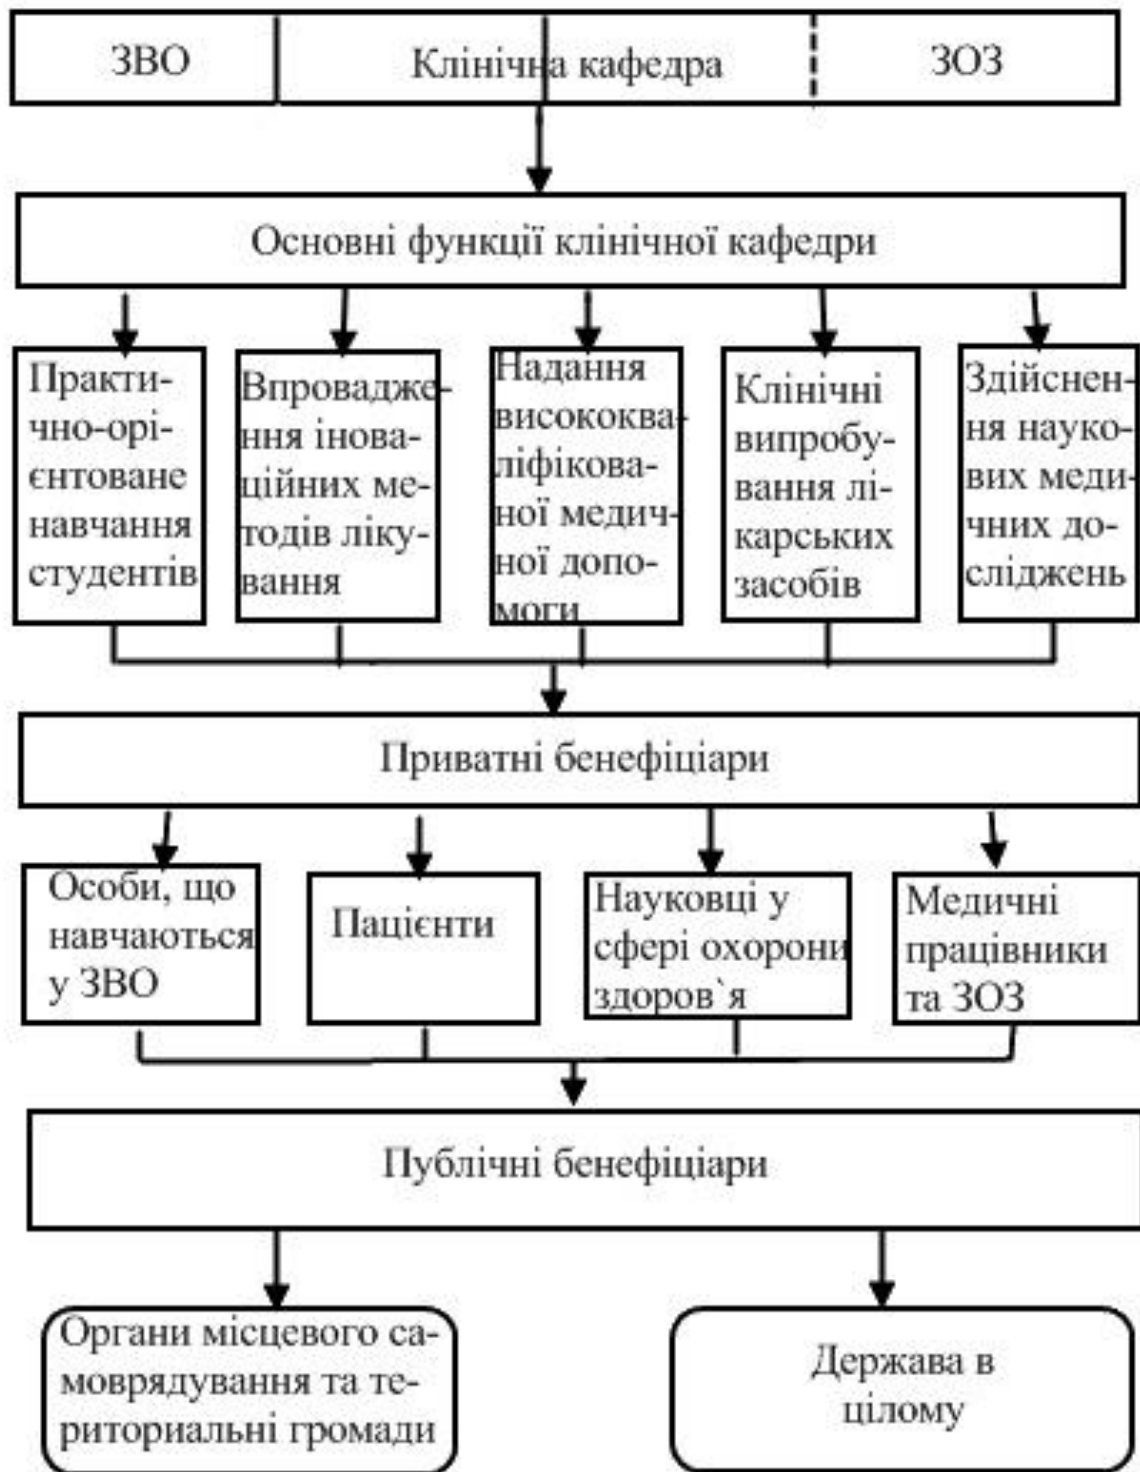 ЗВО
Клінічна кафедра
ЗОЗ
Основні функції клінічної кафедри
Практи-
чно-орі-
єнтоване
навчання
студентів
Впровадже-
ння інова-
ційних ме-
тодів ліку-
вання
Надання
висококва-
ліфікова-
ної медич-
ної допо-
моги
Клінічні
випробу-
вання лі-
карських
засобів
Здійснен-
ня науко-
вих меди-
чних до-
сліджень
Приватні бенефіціари
Особи, що
навчаються
у ЗВО
Пацієнти
Науковці у
сфері охорони
здоров`я
Медичні
працівники
та ЗОЗ
Публічні бенефіціари
Органи місцевого са-
моврядування та те-
риториальні громади
Держава в
цілому